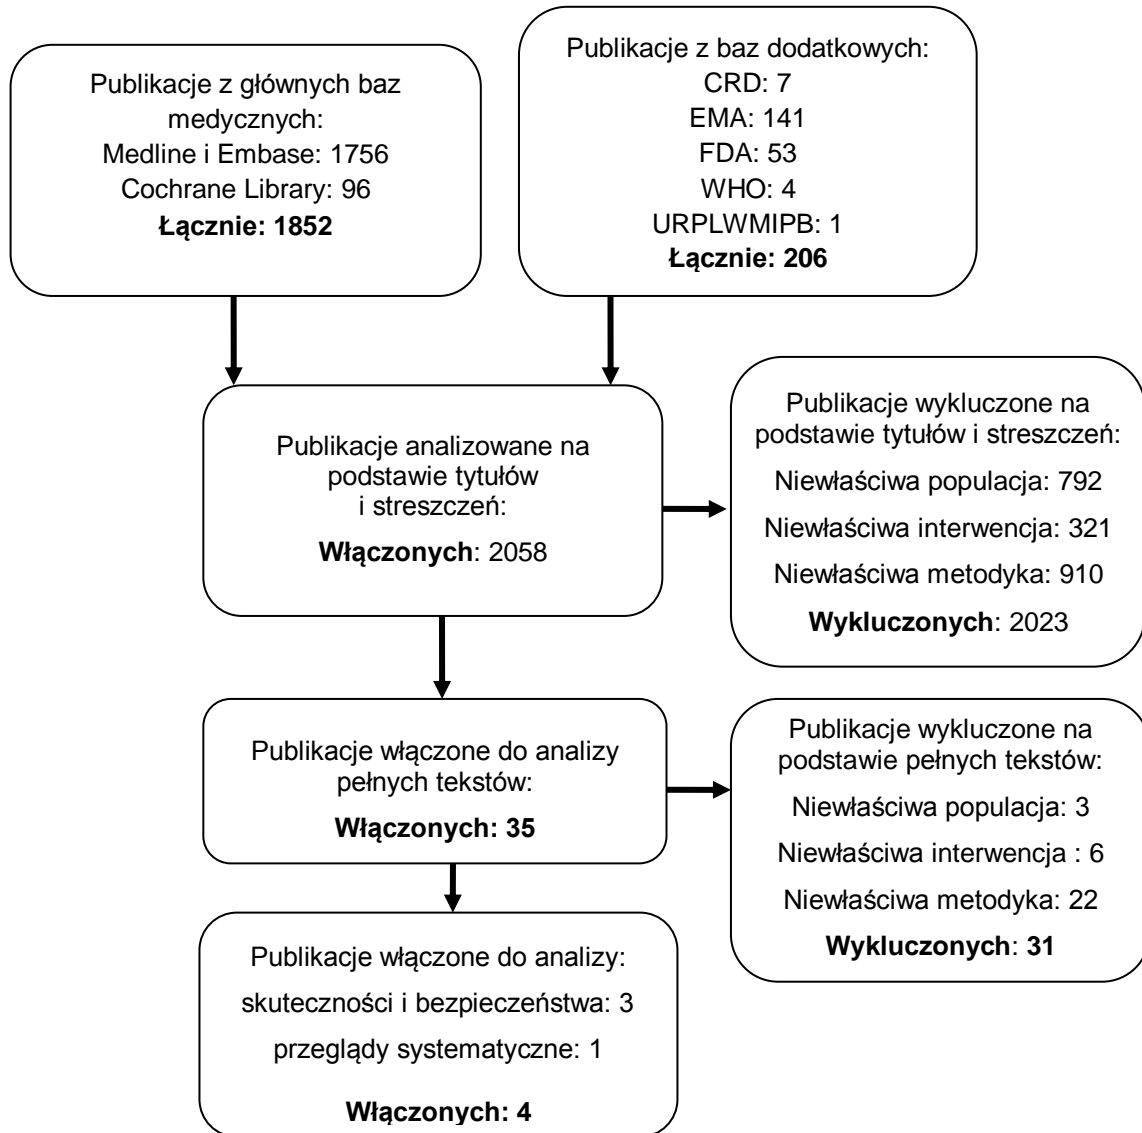 Publikacje z głównych baz
medycznych:
Medline i Embase: 1756
Cochrane Library: 96
Łącznie: 1852
Publikacje z baz dodatkowych:
CRD: 7
EMA: 141
FDA: 53
WHO: 4
URPLWMIPB: 1
Łącznie: 206
Publikacje analizowane na
podstawie tytułów
i streszczeń:
Włączonych: 2058
Publikacje wykluczone na
podstawie tytułów i streszczeń:
Niewłaściwa populacja: 792
Niewłaściwa interwencja: 321
Niewłaściwa metodyka: 910
Wykluczonych: 2023
Publikacje włączone do analizy
pełnych tekstów:
Włączonych: 35
Publikacje wykluczone na
podstawie pełnych tekstów:
Niewłaściwa populacja: 3
Niewłaściwa interwencja : 6
Niewłaściwa metodyka: 22
Wykluczonych: 31
Publikacje włączone do analizy:
skuteczności i bezpieczeństwa: 3
przeglądy systematyczne: 1
Włączonych: 4